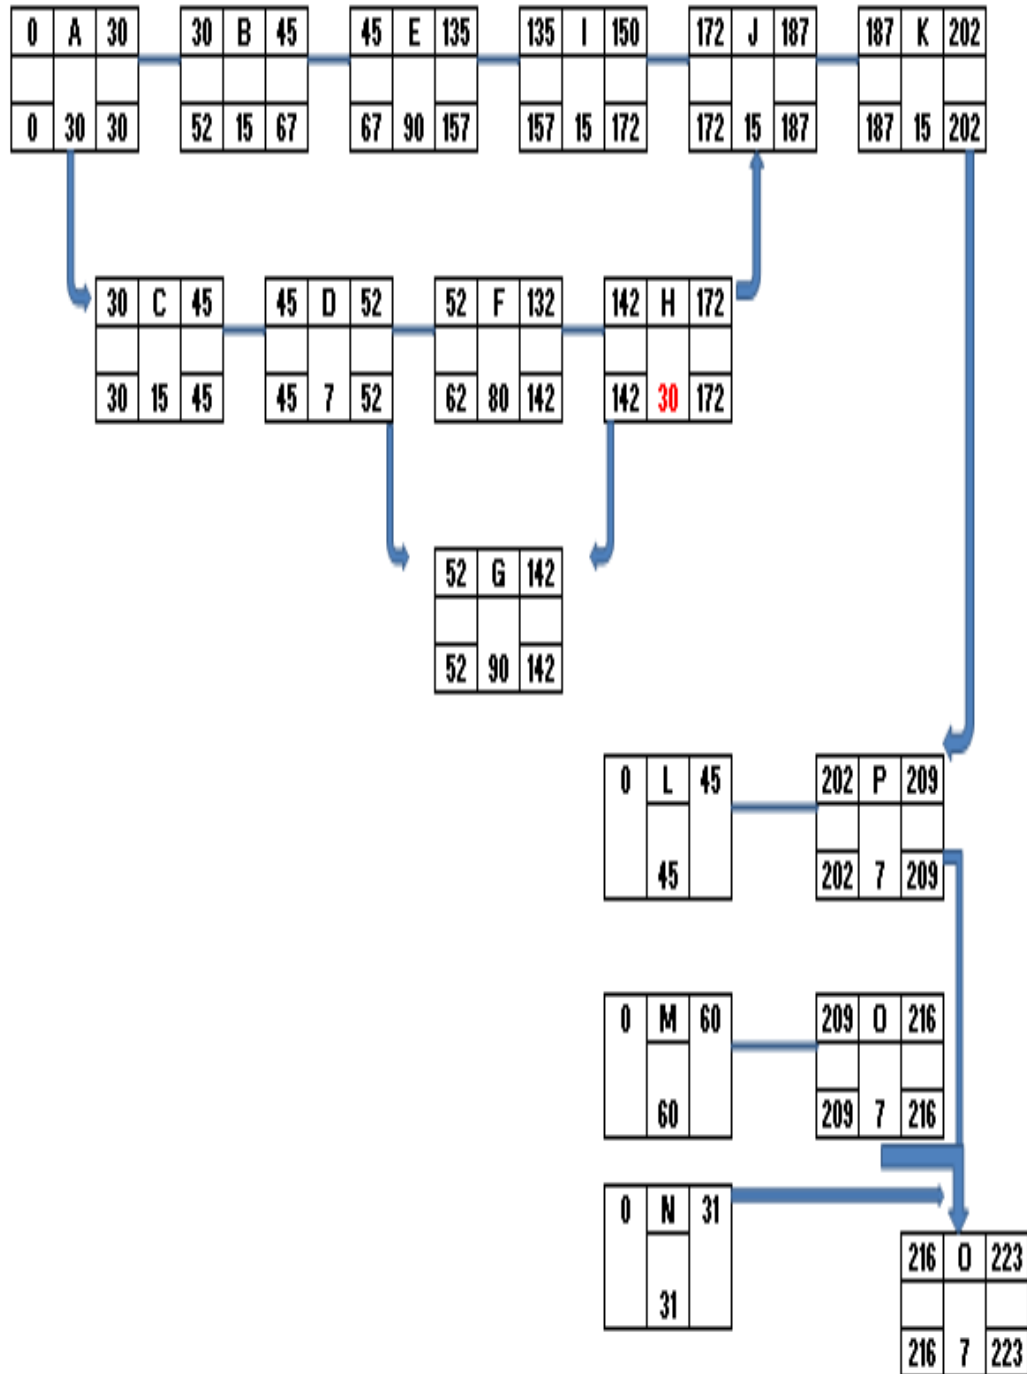 0 A 30 30 B 45 45 E 135 135 I 150 172 J 187 187 K 202
0 30 30 52 15 67 67 90 157 157 15 172 172 15 187 187 15 202
30 C 45 45 D 52 52 F 132 142 H 172
30 15 45 45 7 52 62 80 142 142 30 172
52 G 142
52 90 142
0 L 45 202 P 209
45 202 7 209
0 M 60 209 O 216
60 209 7 216
0 N 31
31
216 O 223
216 7 223